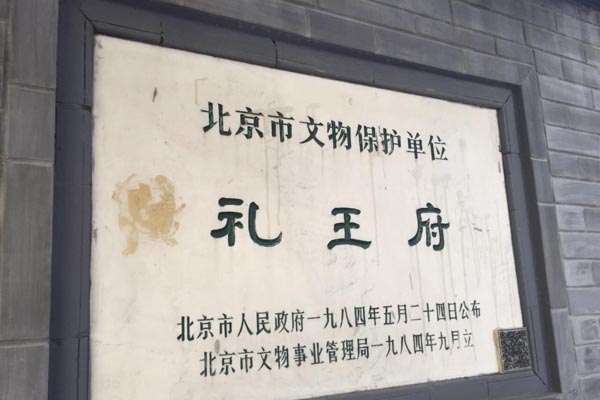 北京市文物保护单位
礼王府
北京市人民政府一九八四年五月二十四日公布
北京市文物事业管理局一九八四年九月立